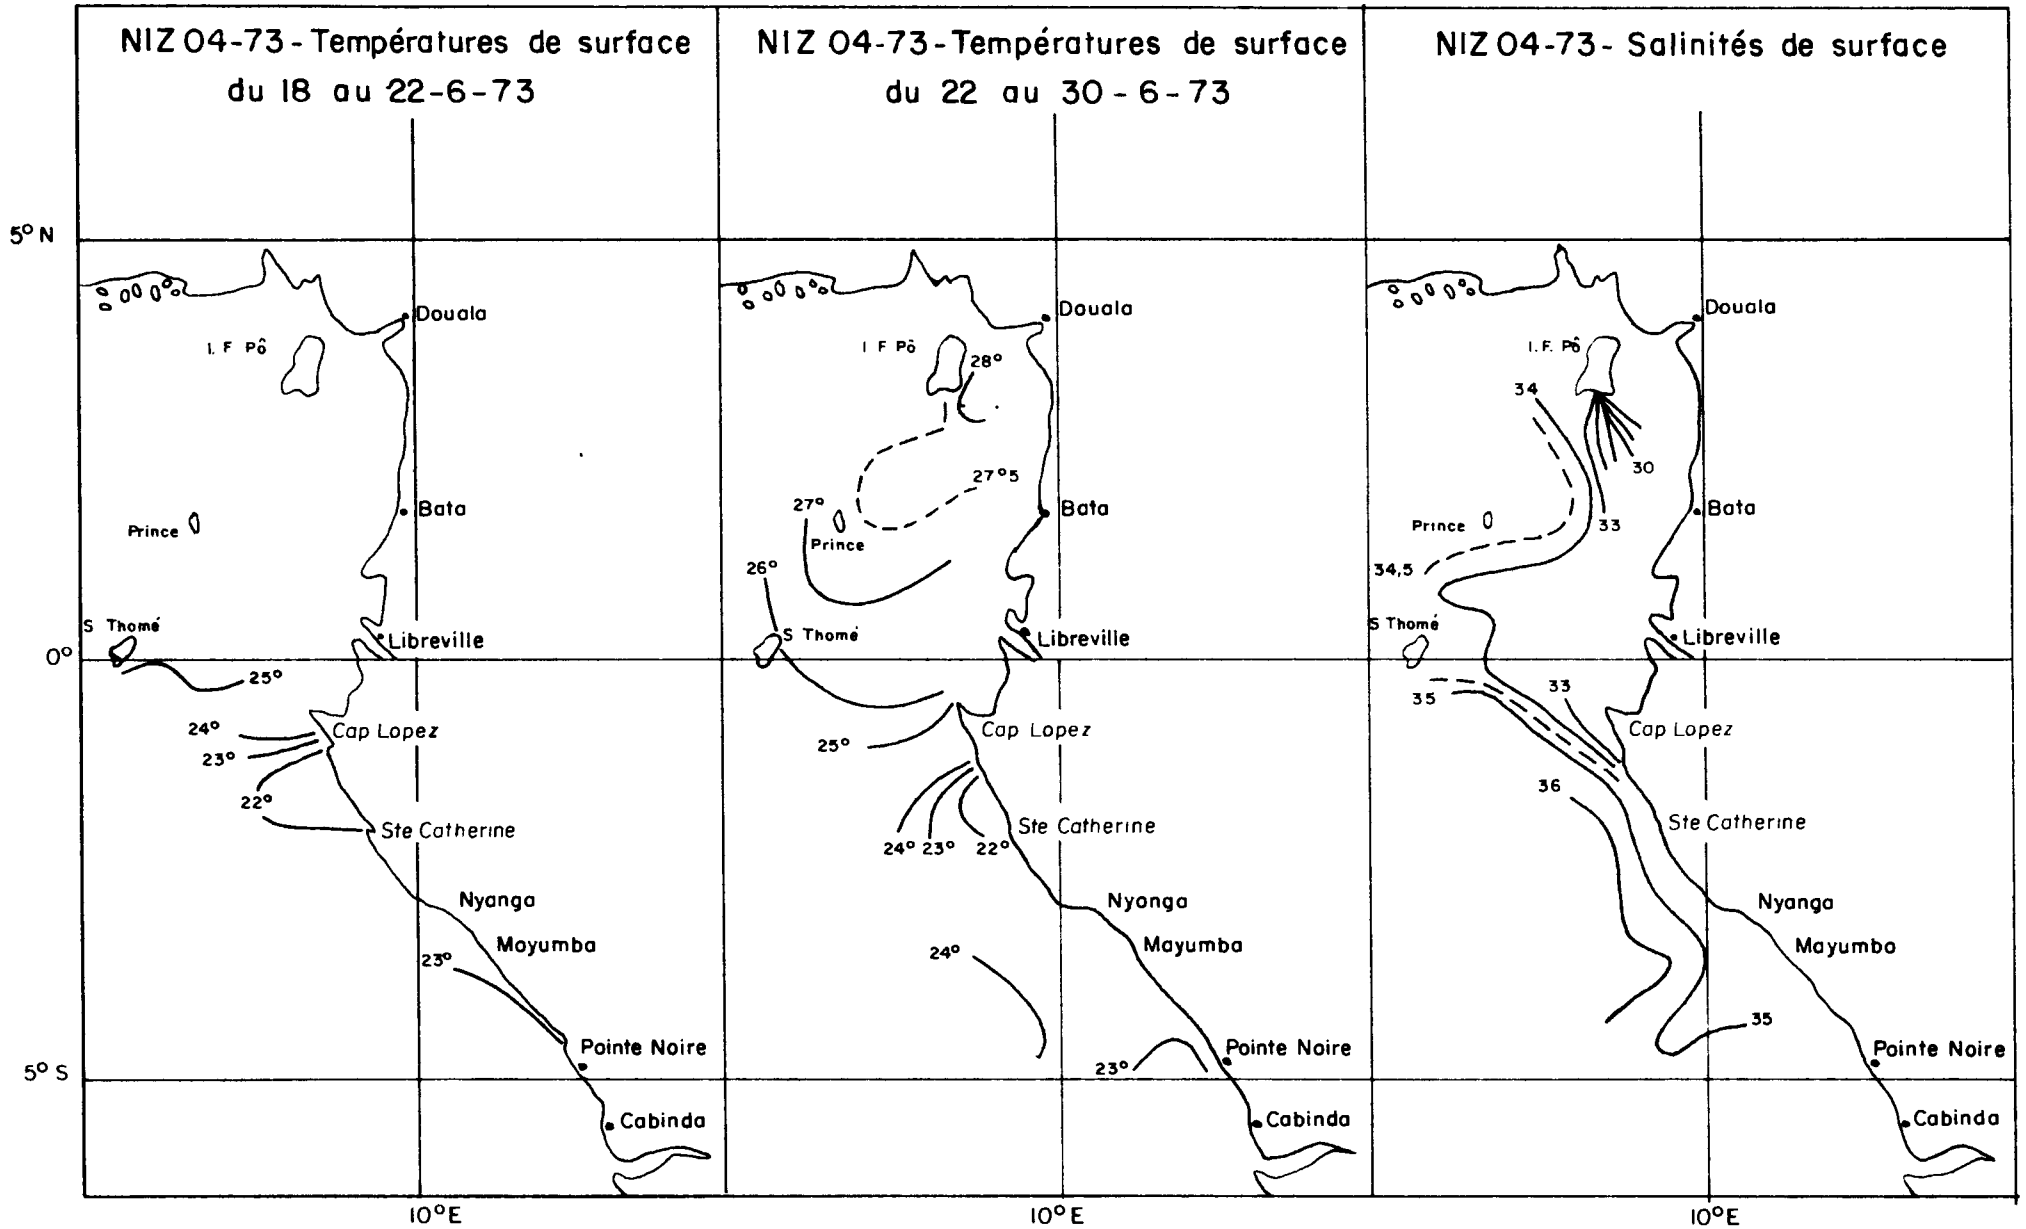 NIZ 04-73-Températures de surface
du 18 au 22-6-73
5° N
Douala
I. F Pô
Bata
Prince
S Thomé
Libreville
0°
25°
24°
Cap Lopez
23°
22°
Ste Catherine
Nyanga
Mayumba
23°
Pointe Noire
5° S
Cabinda
10°E
NIZ 04-73-Températures de surface
du 22 au 30-6-73
Douala
I F Pô
28°
27°5
27°
Bata
Prince
26°
S Thomé
Libreville
25°
Cap Lopez
24° 23° 22°
Ste Catherine
Nyanga
Mayumba
24°
Pointe Noire
23°
Cabinda
10°E
NIZ 04-73- Salinités de surface
Douala
I. F. Pô
34
30
Bata
Prince
33
34,5
S Thomé
Libreville
35
33
Cap Lopez
36
Ste Catherine
Nyanga
Mayumba
35
Pointe Noire
Cabinda
10°E